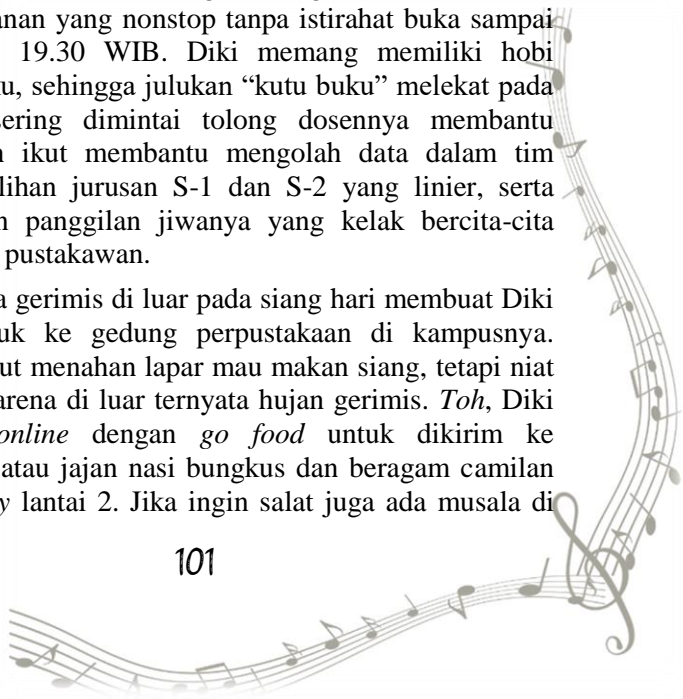 anan yang nonstop tanpa istirahat buka sampai
19.30 WIB. Diki memang memiliki hobi
u, sehingga julukan “kutu buku” melekat pada
sering dimintai tolong dosennya membantu
n ikut membantu mengolah data dalam tim
lihan jurusan S-1 dan S-2 yang linier, serta
n panggilan jiwanya yang kelak bercita-cita
pustakawan.
a gerimis di luar pada siang hari membuat Diki
uk ke gedung perpustakaan di kampusnya.
ut menahan lapar mau makan siang, tetapi niat
arena di luar ternyata hujan gerimis. Toh, Diki
online dengan go food untuk dikirim ke
atau jajan nasi bungkus dan beragam camilan
y lantai 2. Jika ingin salat juga ada musala di
101